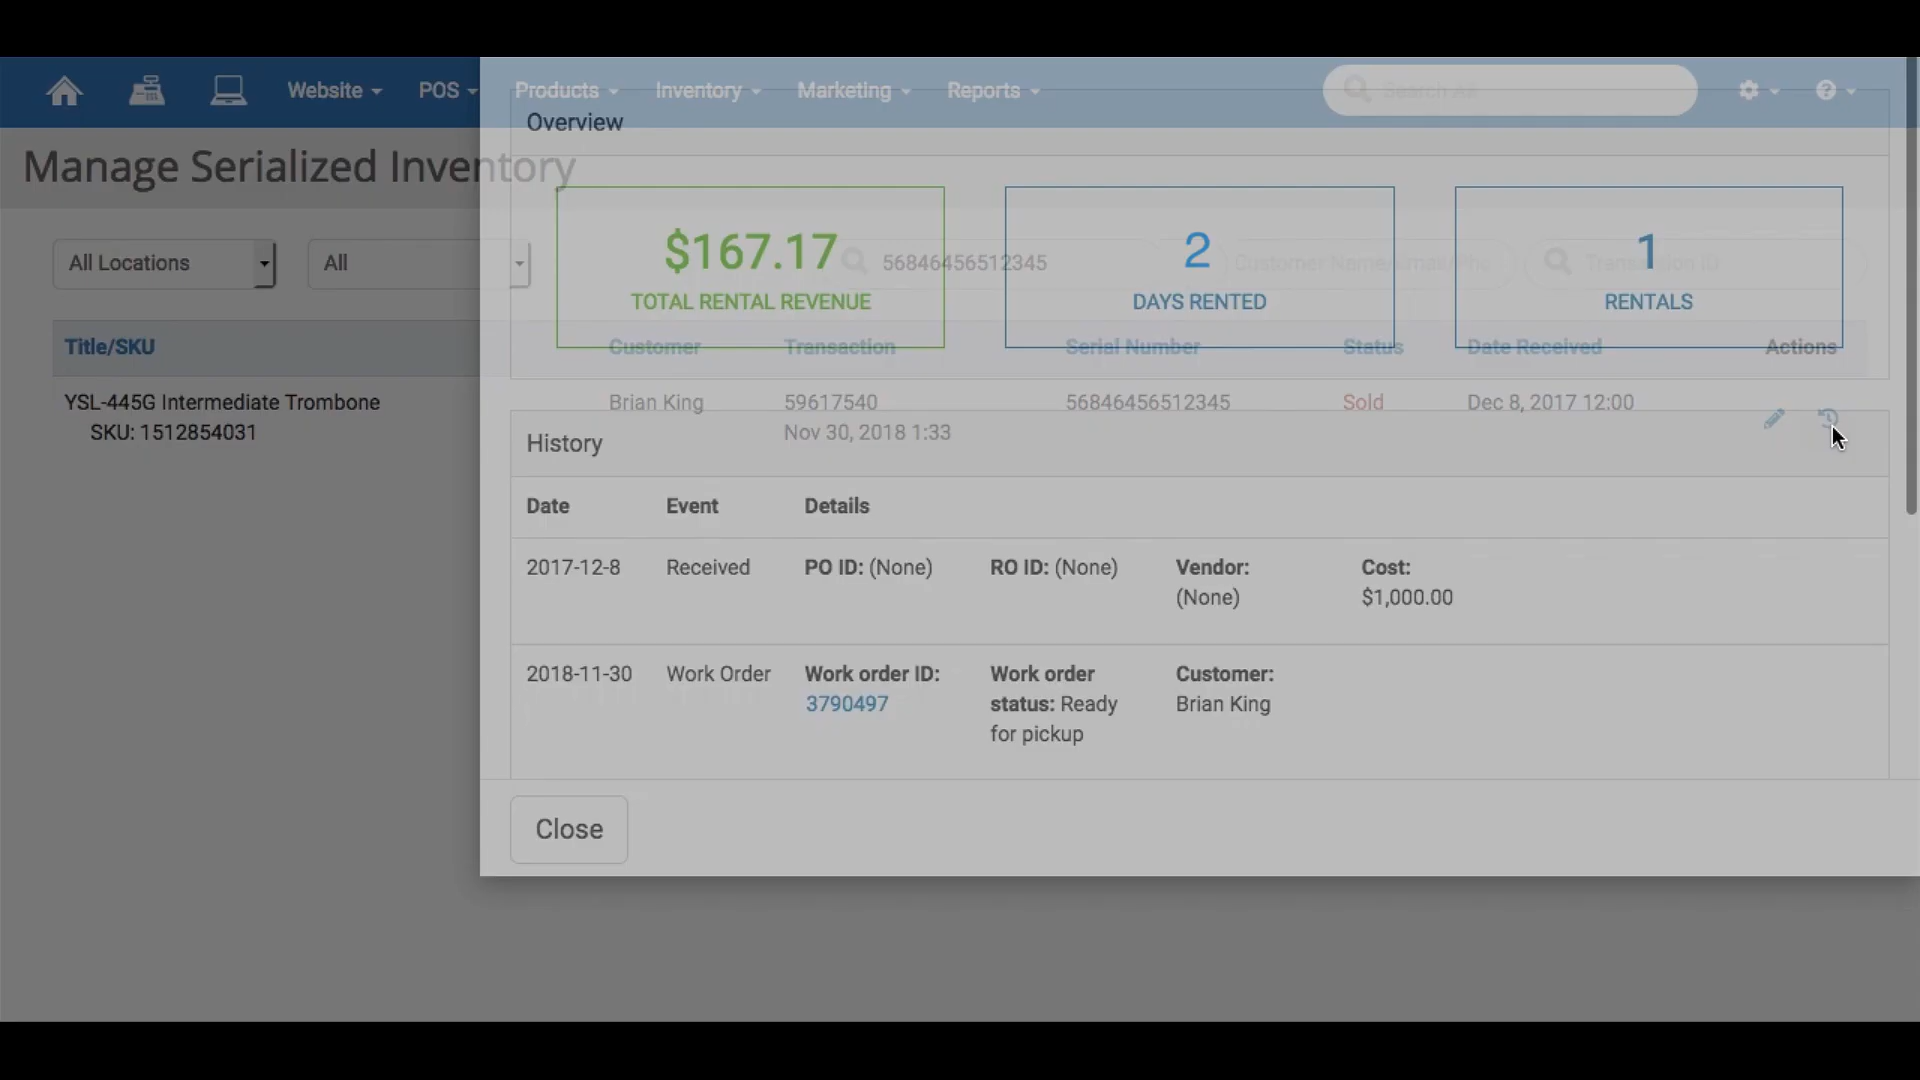 Website POS Products Inventory Marketing Reports Search All
Overview
Manage Serialized Inventory
All Locations All 56846456512345 Transaction ID
$167.17 2 1
TOTAL RENTAL REVENUE DAYS RENTED RENTALS
Title/SKU Customer Transaction Serial Number Status Date Received Actions
YSL-445G Intermediate Trombone Brian King 59617540 56846456512345 Sold Dec 8, 2017 12:00
SKU: 1512854031 Nov 30, 2018 1:33
History
Date Event Details
2017-12-8 Received PO ID: (None) RO ID: (None) Vendor: Cost:
(None) $1,000.00
2018-11-30 Work Order Work order ID: Work order Customer:
3790497 status: Ready Brian King
for pickup
Close